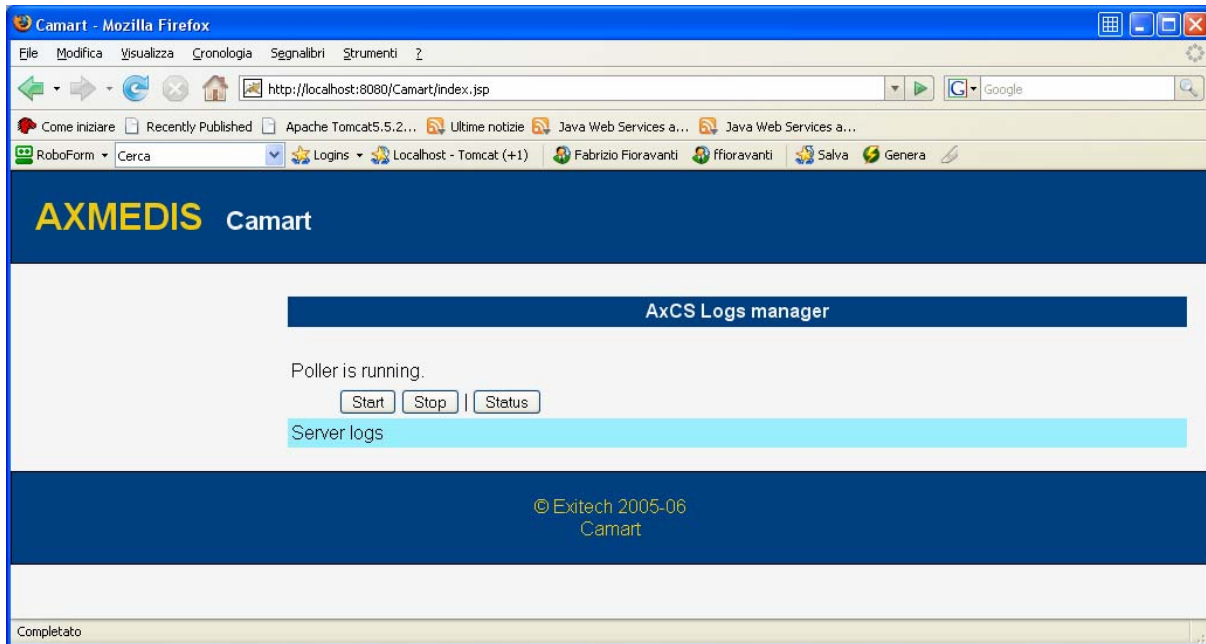 Camart - Mozilla Firefox
File Modifica Visualizza Cronologia Segnalibri Strumenti ?
http://localhost:8080/Camart/index.jsp G Google
Come iniziare Recently Published Apache Tomcat5.5.2... Ultime notizie Java Web Services a... Java Web Services a...
RoboForm Cerca Logins Localhost - Tomcat (+1) Fabrizio Fioravanti ffioravanti Salva Genera
AXMEDIS Camart
AxCS Logs manager
Poller is running.
Start Stop | Status
Server logs
© Exitech 2005-06
Camart
Completato